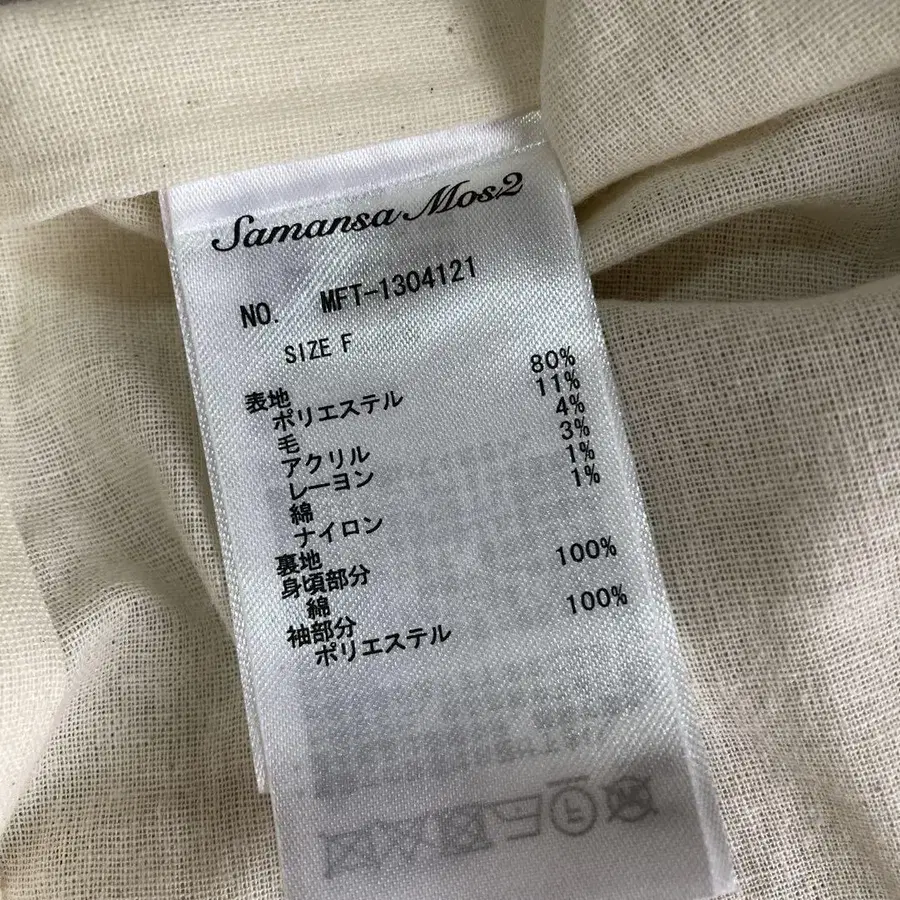 Samansa Mos2
NO. MFT-1304121
SIZE F
表地
ポリエステル 80%
毛 11%
アクリル 4%
レーヨン 3%
綿 1%
ナイロン 1%
裏地
身頃部分
綿 100%
袖部分
ポリエステル 100%